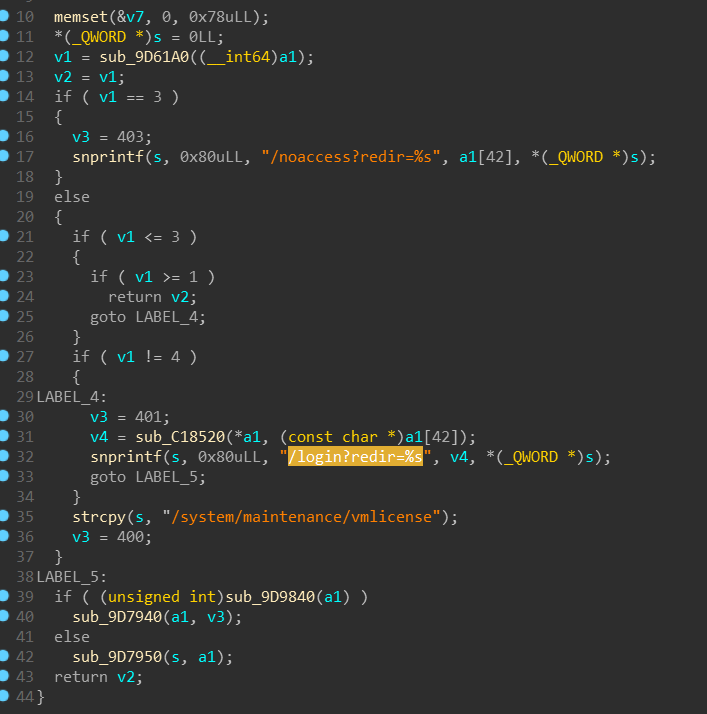 10 memset(&v7, 0, 0x78uLL);
11 *(_QWORD *)s = 0LL;
12 v1 = sub_9D61A0((__int64)a1);
13 v2 = v1;
14 if ( v1 == 3 )
15 {
16 v3 = 403;
17 snprintf(s, 0x80uLL, "/noaccess?redir=%s", a1[42], *(_QWORD *)s);
18 }
19 else
20 {
21 if ( v1 <= 3 )
22 {
23 if ( v1 >= 1 )
24 return v2;
25 goto LABEL_4;
26 }
27 if ( v1 != 4 )
28 {
29 LABEL_4:
30 v3 = 401;
31 v4 = sub_C18520(*a1, (const char *)a1[42]);
32 snprintf(s, 0x80uLL, "/login?redir=%s", v4, *(_QWORD *)s);
33 goto LABEL_5;
34 }
35 strcpy(s, "/system/maintenance/vmlicense");
36 v3 = 400;
37 }
38 LABEL_5:
39 if ( (unsigned int)sub_9D9840(a1) )
40 sub_9D7940(a1, v3);
41 else
42 sub_9D7950(s, a1);
43 return v2;
44 }